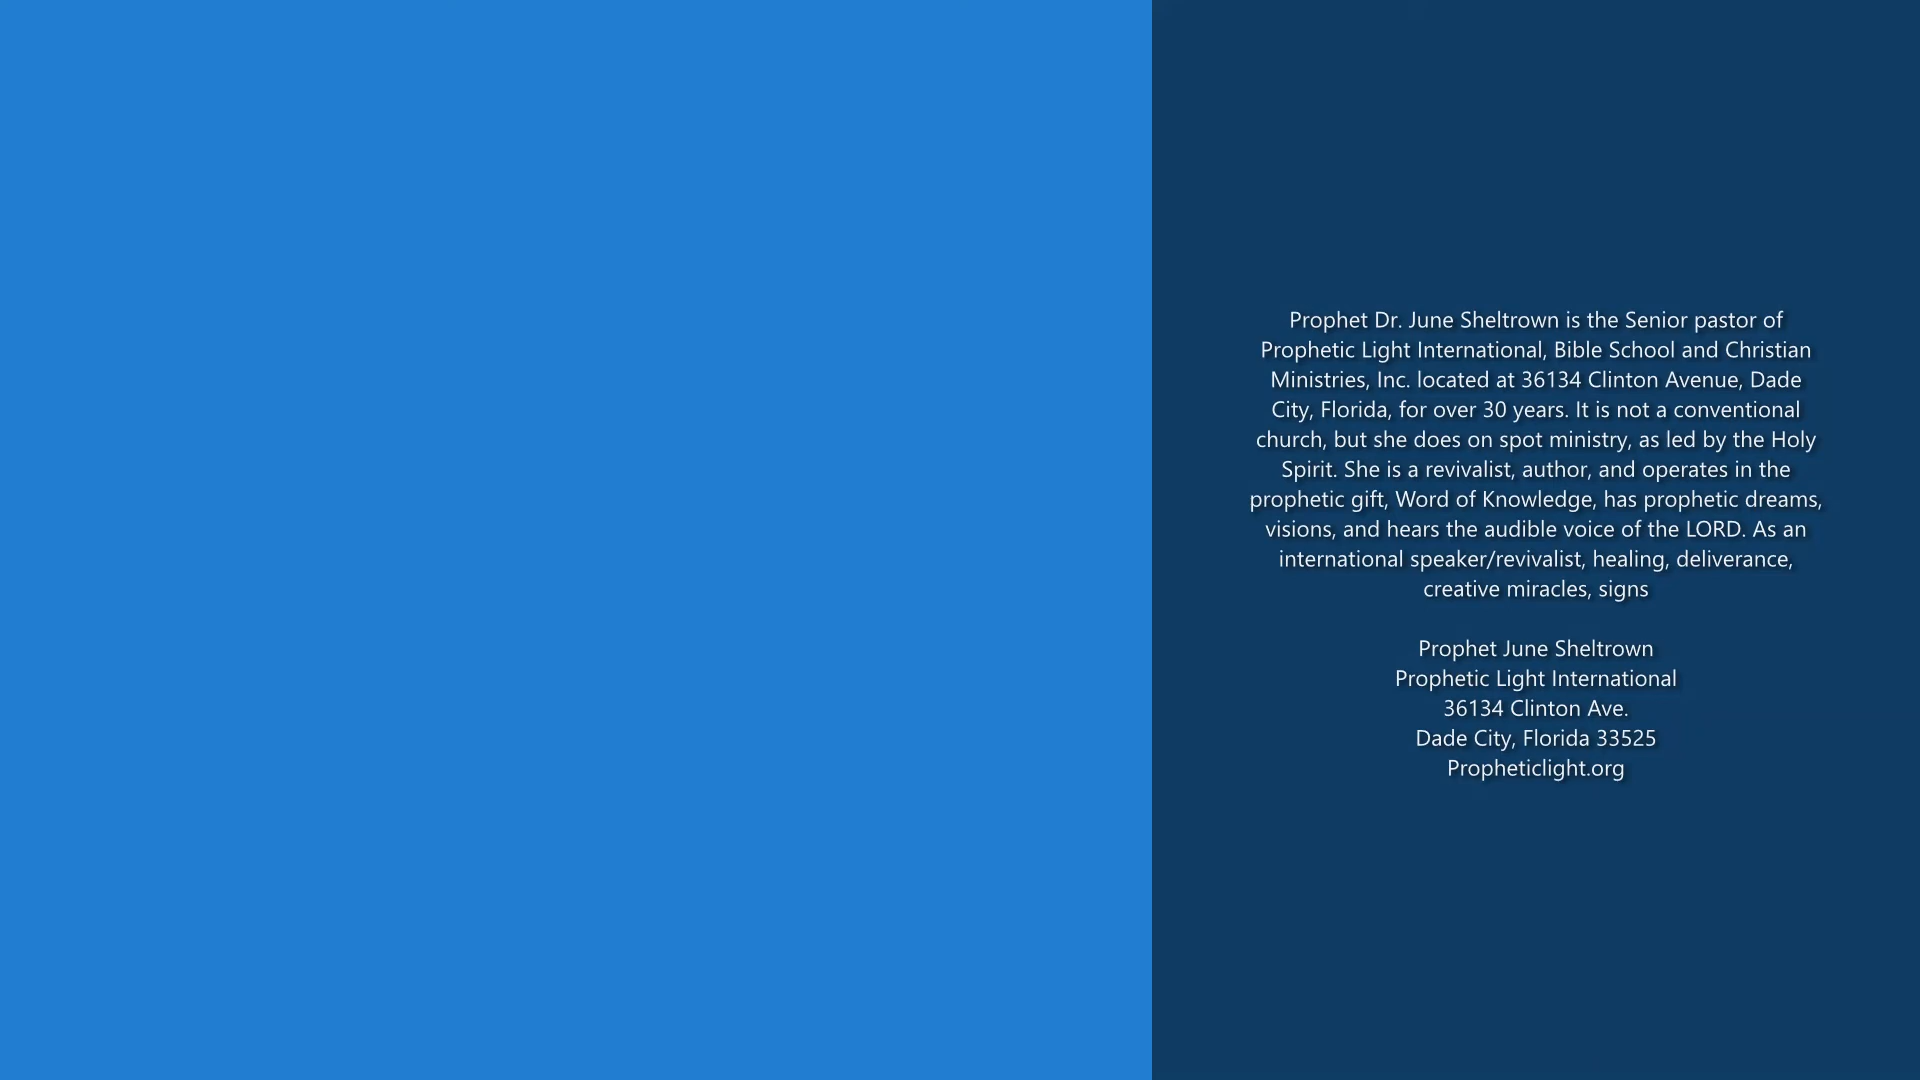 Prophet Dr. June Sheltrown is the Senior pastor of
Prophetic Light International, Bible School and Christian
Ministries, Inc. located at 36134 Clinton Avenue, Dade
City, Florida, for over 30 years. It is not a conventional
church, but she does on spot ministry, as led by the Holy
Spirit. She is a revivalist, author, and operates in the
prophetic gift, Word of Knowledge, has prophetic dreams,
visions, and hears the audible voice of the LORD. As an
international speaker/revivalist, healing, deliverance,
creative miracles, signs
Prophet June Sheltrown
Prophetic Light International
36134 Clinton Ave.
Dade City, Florida 33525
Propheticlight.org